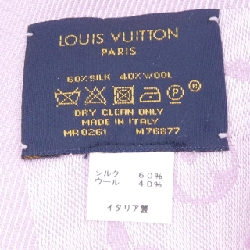 LOUIS VUITTON
PARIS
60%SILK 40%WOOL
DRY CLEAN ONLY
MADE IN ITALY
MR0261 M76877
シルク 60%
ウール 40%
イタリア製